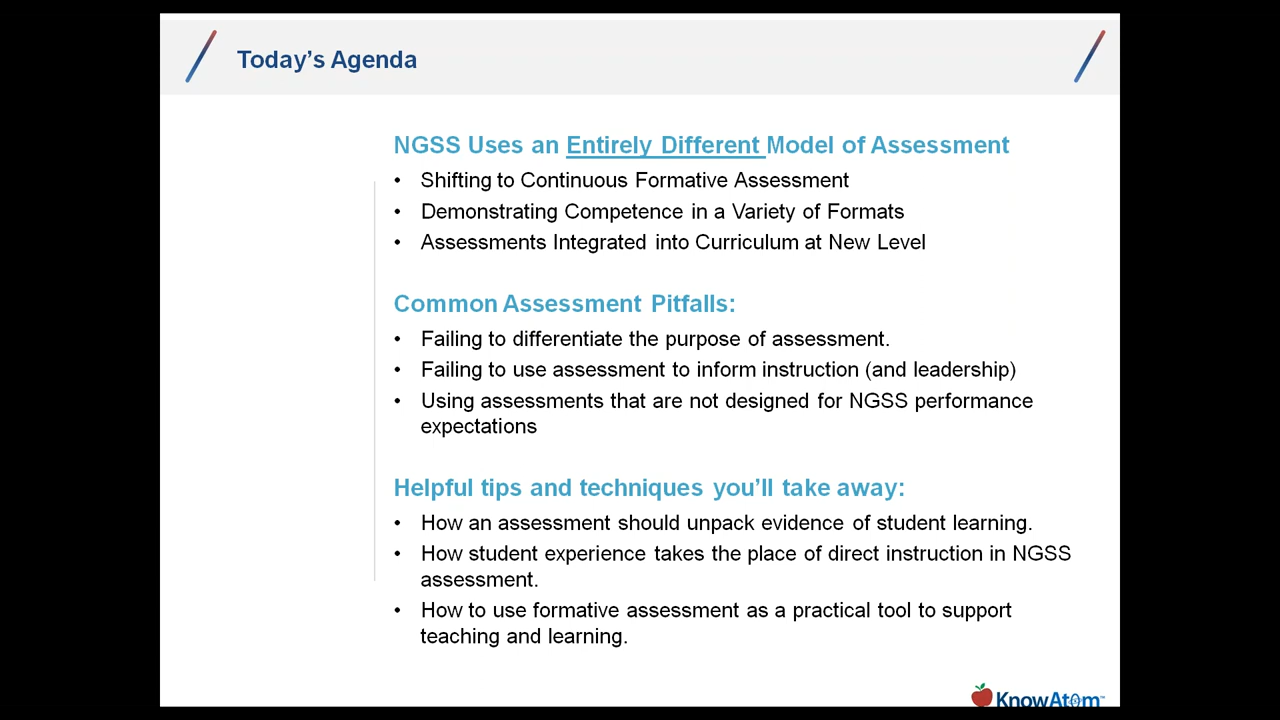 Today's Agenda
NGSS Uses an Entirely Different Model of Assessment
• Shifting to Continuous Formative Assessment
• Demonstrating Competence in a Variety of Formats
• Assessments Integrated into Curriculum at New Level
Common Assessment Pitfalls:
• Failing to differentiate the purpose of assessment.
• Failing to use assessment to inform instruction (and leadership)
• Using assessments that are not designed for NGSS performance
expectations
Helpful tips and techniques you'll take away:
• How an assessment should unpack evidence of student learning.
• How student experience takes the place of direct instruction in NGSS
assessment.
• How to use formative assessment as a practical tool to support
teaching and learning.
KnowAtom™